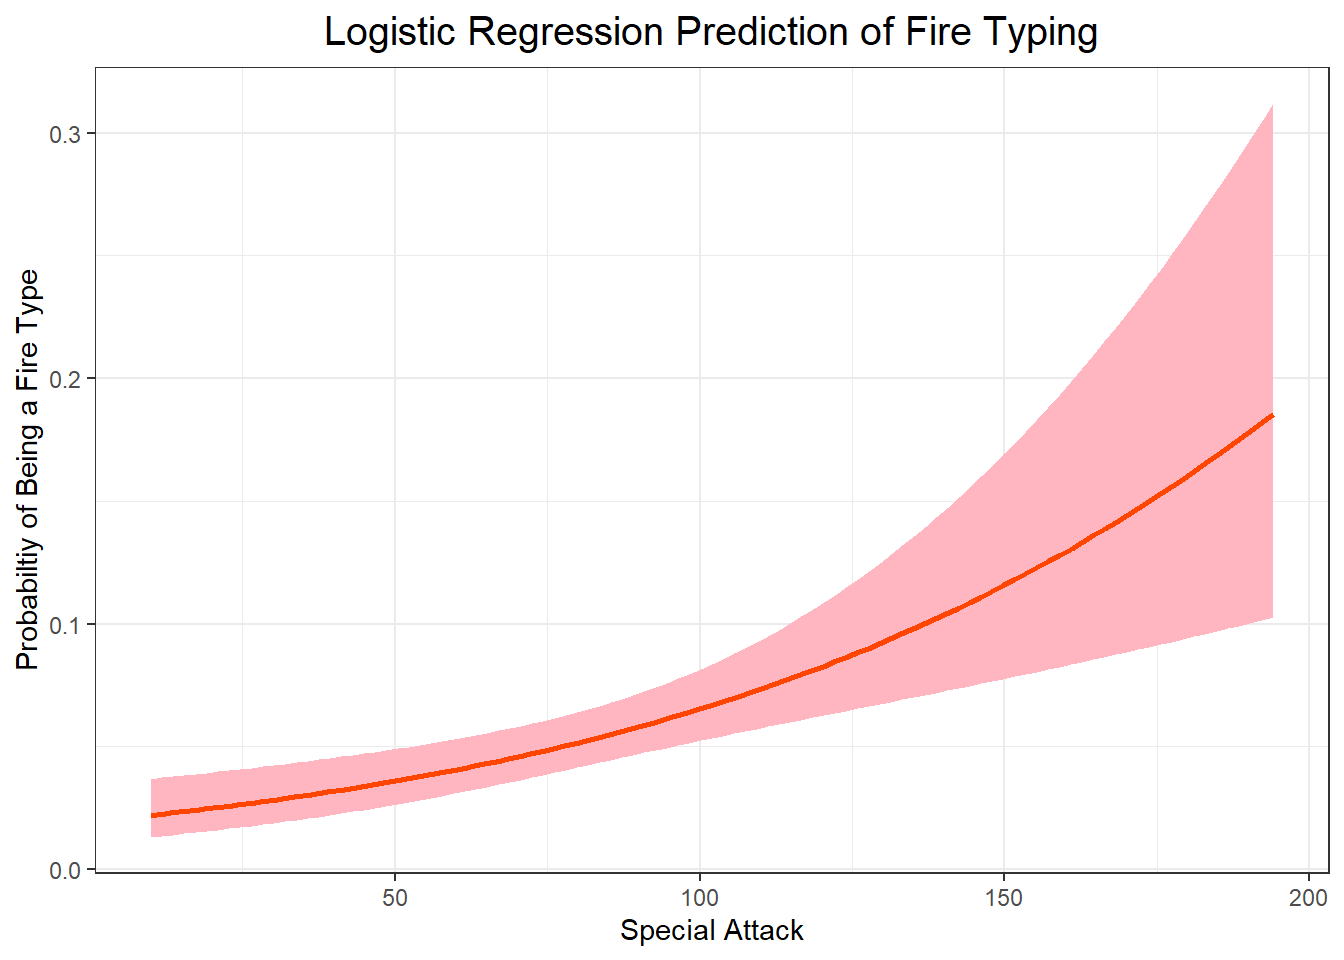 Logistic Regression Prediction of Fire Typing
Probabiltiy of Being a Fire Type
0.3
0.2
0.1
0.0
50 100 150 200
Special Attack